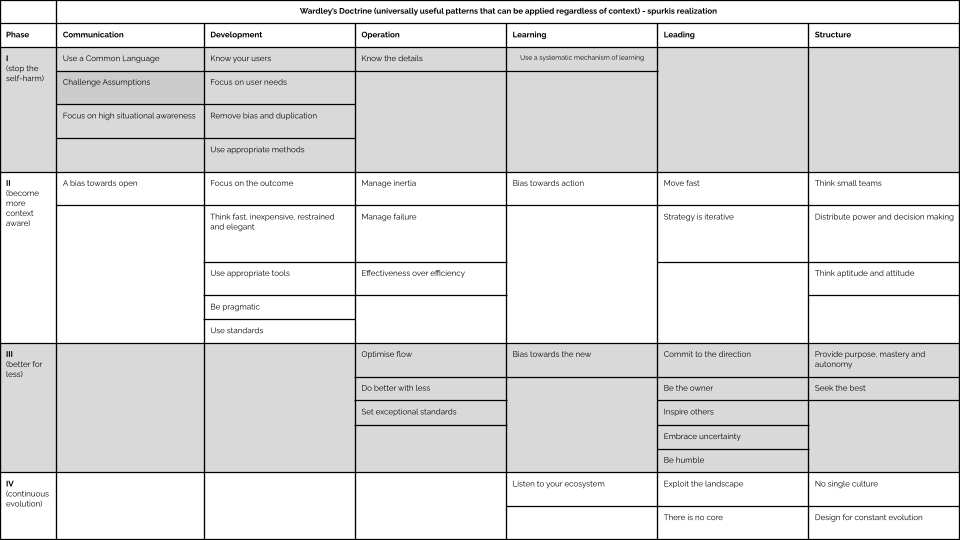 Wardley's Doctrine (universally useful patterns that can be applied regardless of context) - spurkis realization
Phase
Communication
Development
Operation
Learning
Leading
Structure
I
(stop the
self-harm)
Use a Common Language
Know your users
Know the details
Use a systematic mechanism of learning
Challenge Assumptions
Focus on user needs
Focus on high situational awareness
Remove bias and duplication
Use appropriate methods
II
(become
more
context
aware)
A bias towards open
Focus on the outcome
Manage inertia
Bias towards action
Move fast
Think small teams
Think fast, inexpensive, restrained
and elegant
Manage failure
Strategy is iterative
Distribute power and decision making
Use appropriate tools
Effectiveness over efficiency
Think aptitude and attitude
Be pragmatic
Use standards
III
(better for
less)
Optimise flow
Bias towards the new
Commit to the direction
Provide purpose, mastery and
autonomy
Do better with less
Be the owner
Seek the best
Set exceptional standards
Inspire others
Embrace uncertainty
Be humble
IV
(continuous
evolution)
Listen to your ecosystem
Exploit the landscape
No single culture
There is no core
Design for constant evolution